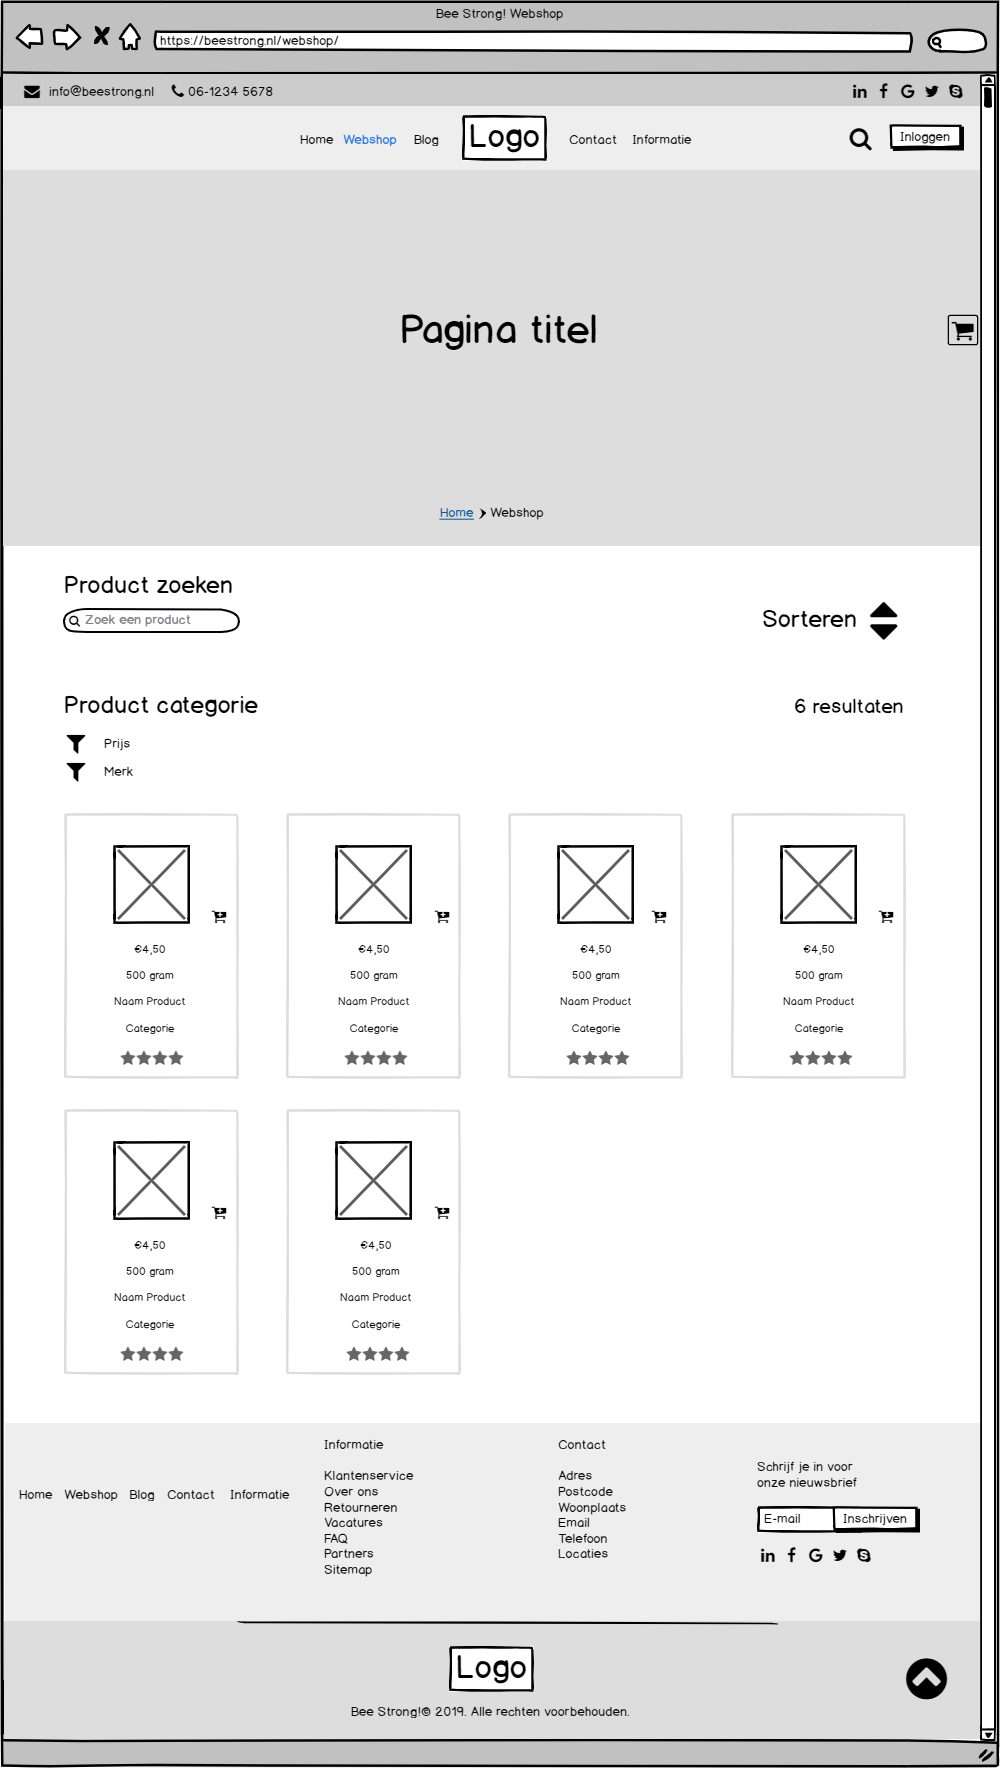 Bee Strong! Webshop
https://beestrong.nl/webshop/
info@beestrong.nl 06-1234 5678
Home Webshop Blog Logo Contact Informatie Inloggen
Pagina titel
Home Webshop
Product zoeken
Zoek een product
Sorteren
Product categorie
6 resultaten
Prijs
Merk
€4,50 €4,50 €4,50 €4,50
500 gram 500 gram 500 gram 500 gram
Naam Product Naam Product Naam Product Naam Product
Categorie Categorie Categorie Categorie
€4,50 €4,50
500 gram 500 gram
Naam Product Naam Product
Categorie Categorie
Home Webshop Blog Contact Informatie
Informatie
Klantenservice
Over ons
Retourneren
Vacatures
FAQ
Partners
Sitemap
Contact
Adres
Postcode
Woonplaats
Email
Telefoon
Locaties
Schrijf je in voor
onze nieuwsbrief
E-mail Inschrijven
Logo
Bee Strong!© 2019. Alle rechten voorbehouden.